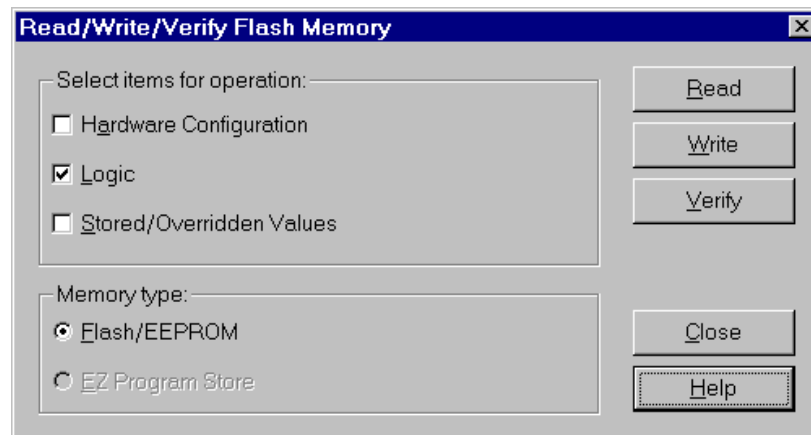 Read/Write/Verify Flash Memory
Select items for operation:
Hardware Configuration
Logic
Stored/Overridden Values
Read
Write
Verify
Memory type:
Flash/EEPROM
EZ Program Store
Close
Help